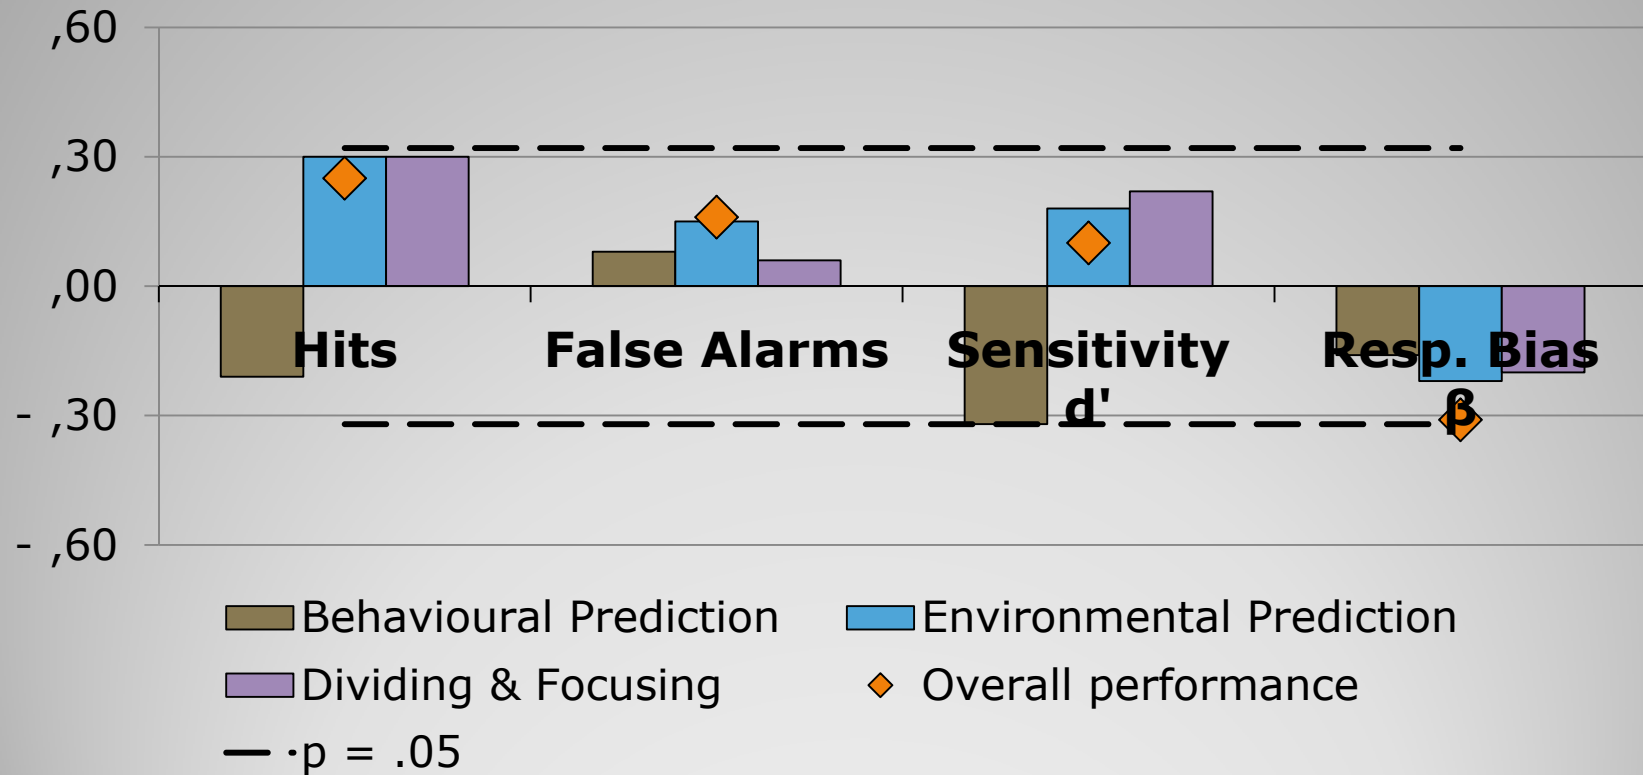 ,60
,30
,00
- ,30
- ,60
Hits
False Alarms
Sensitivity
d'
Resp. Bias
β
Behavioural Prediction
Environmental Prediction
Dividing & Focusing
Overall performance
p = .05